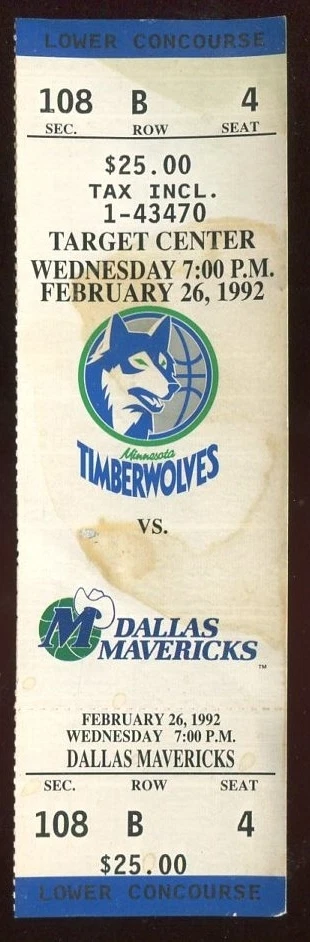 LOWER CONCOURSE
108 B 4
SEC. ROW SEAT
$25.00
TAX INCL.
1-43470
TARGET CENTER
WEDNESDAY 7:00 P.M.
FEBRUARY 26, 1992
Minnesota
TIMBERWOLVES
VS.
M DALLAS
MAVERICKS™
FEBRUARY 26, 1992
WEDNESDAY 7:00 P.M.
DALLAS MAVERICKS
SEC. ROW SEAT
108 B 4
$25.00
LOWER CONCOURSE